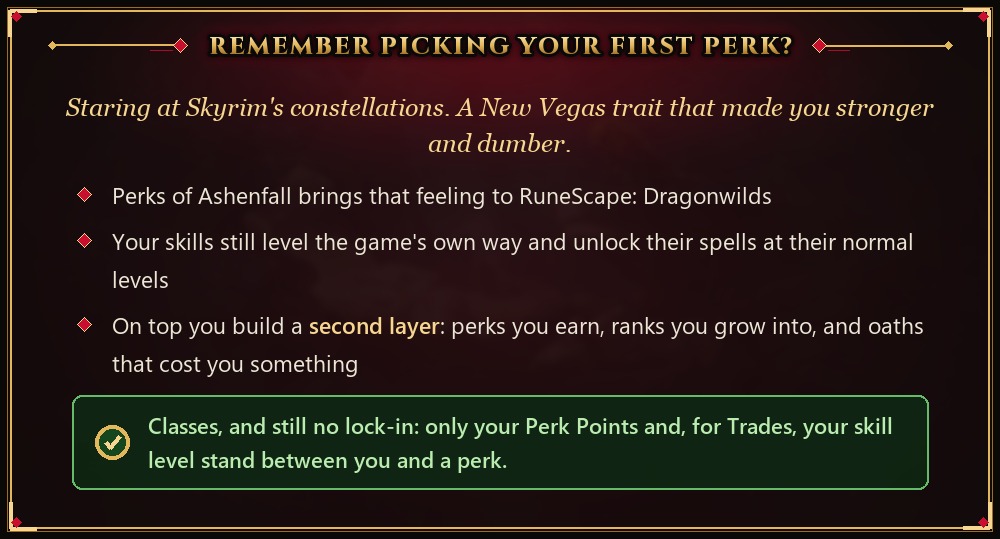 REMEMBER PICKING YOUR FIRST PERK?
Staring at Skyrim's constellations. A New Vegas trait that made you stronger
and dumber.
Perks of Ashenfall brings that feeling to RuneScape: Dragonwilds
Your skills still level the game's own way and unlock their spells at their normal
levels
On top you build a second layer: perks you earn, ranks you grow into, and oaths
that cost you something
Classes, and still no lock-in: only your Perk Points and, for Trades, your skill
level stand between you and a perk.